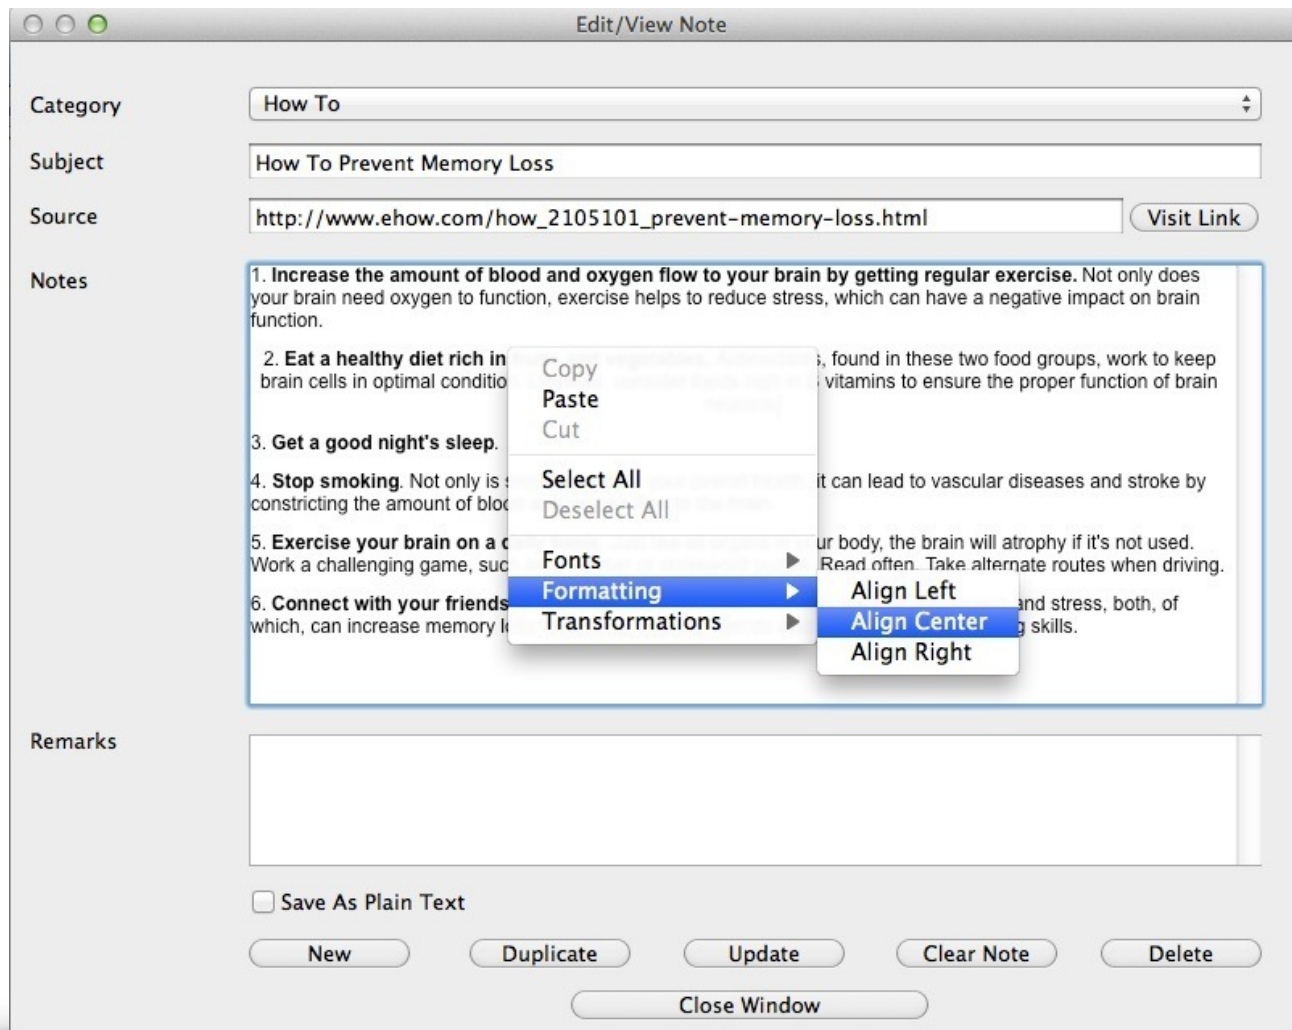 Edit/View Note
Category
How To
Subject
How To Prevent Memory Loss
Source
http://www.ehow.com/how_2105101_prevent-memory-loss.html
Visit Link
Notes
1. Increase the amount of blood and oxygen flow to your brain by getting regular exercise. Not only does
your brain need oxygen to function, exercise helps to reduce stress, which can have a negative impact on brain
function.
2. Eat a healthy diet rich in , found in these two food groups, work to keep
brain cells in optimal vitamins to ensure the proper function of brain
3. Get a good night's sleep.
4. Stop smoking. Not only is it can lead to vascular diseases and stroke by
constricting the amount of
5. Exercise your brain on a body, the brain will atrophy if it's not used.
Work a challenging game, Read often. Take alternate routes when driving.
6. Connect with your friends and stress, both, of
which, can increase memory skills.
Copy
Paste
Cut
Select All
Deselect All
Fonts
Formatting
Transformations
Align Left
Align Center
Align Right
Remarks
Save As Plain Text
New
Duplicate
Update
Clear Note
Delete
Close Window